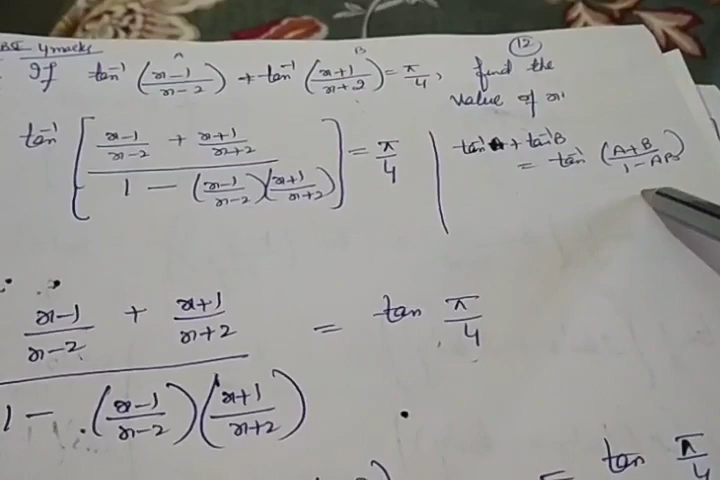 4 marks (12)
If tan⁻¹ (x-1/x-2) + tan⁻¹ (x+1/x+2) = π/4, find the
A B
value of x.
tan⁻¹ [ (x-1/x-2 + x+1/x+2) / (1 - (x-1/x-2)(x+1/x+2)) ] = π/4
tan⁻¹A + tan⁻¹B
= tan⁻¹ (A+B/1-AB)
(x-1/x-2 + x+1/x+2) / (1 - (x-1/x-2)(x+1/x+2)) = tan π/4
= tan π/4